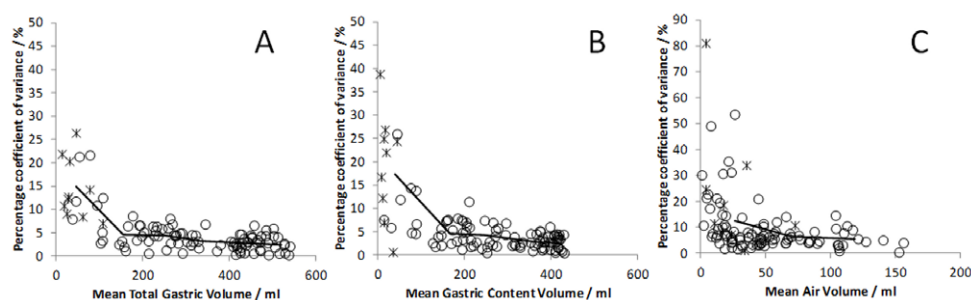 A
Percentage coefficient of variance / %
50
45
40
35
30
25
20
15
10
5
0
0 200 400 600
Mean Total Gastric Volume / ml
B
Percentage coefficient of variance / %
50
45
40
35
30
25
20
15
10
5
0
0 200 400 600
Mean Gastric Content Volume / ml
C
Percentage coefficient of variance / %
90
80
70
60
50
40
30
20
10
0
0 50 100 150 200
Mean Air Volume / ml